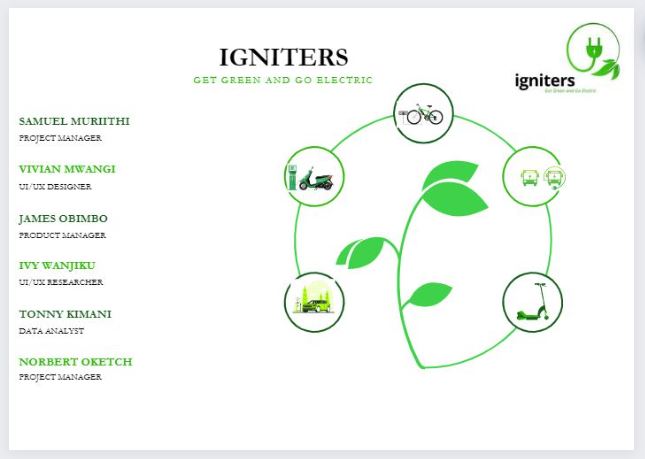 IGNITERS
GET GREEN AND GO ELECTRIC
igniters
Get Green and Go Electric
SAMUEL MURIITHI
PROJECT MANAGER
VIVIAN MWANGI
UI/UX DESIGNER
JAMES OBIMBO
PRODUCT MANAGER
IVY WANJIKU
UI/UX RESEARCHER
TONNY KIMANI
DATA ANALYST
NORBERT OKETCH
PROJECT MANAGER